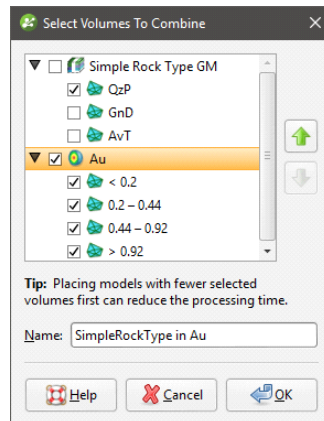 Select Volumes To Combine
Simple Rock Type GM
QzP
GnD
AvT
Au
< 0.2
0.2 – 0.44
0.44 – 0.92
> 0.92
Tip: Placing models with fewer selected
volumes first can reduce the processing time.
Name: SimpleRockType in Au
Help Cancel OK